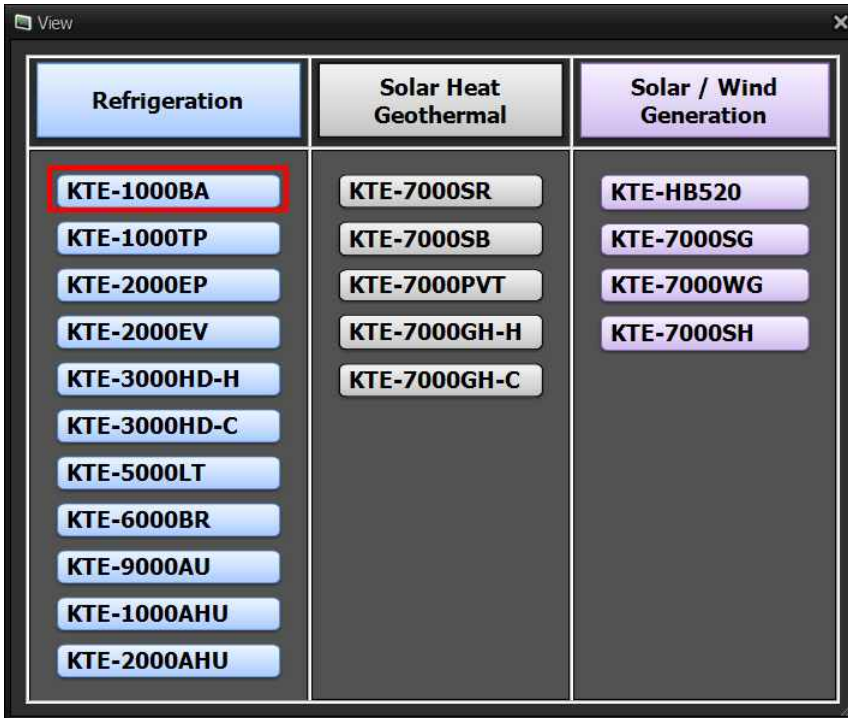 View
Refrigeration
Solar Heat
Geothermal
Solar / Wind
Generation
KTE-1000BA
KTE-1000TP
KTE-2000EP
KTE-2000EV
KTE-3000HD-H
KTE-3000HD-C
KTE-5000LT
KTE-6000BR
KTE-9000AU
KTE-1000AHU
KTE-2000AHU
KTE-7000SR
KTE-7000SB
KTE-7000PVT
KTE-7000GH-H
KTE-7000GH-C
KTE-HB520
KTE-7000SG
KTE-7000WG
KTE-7000SH